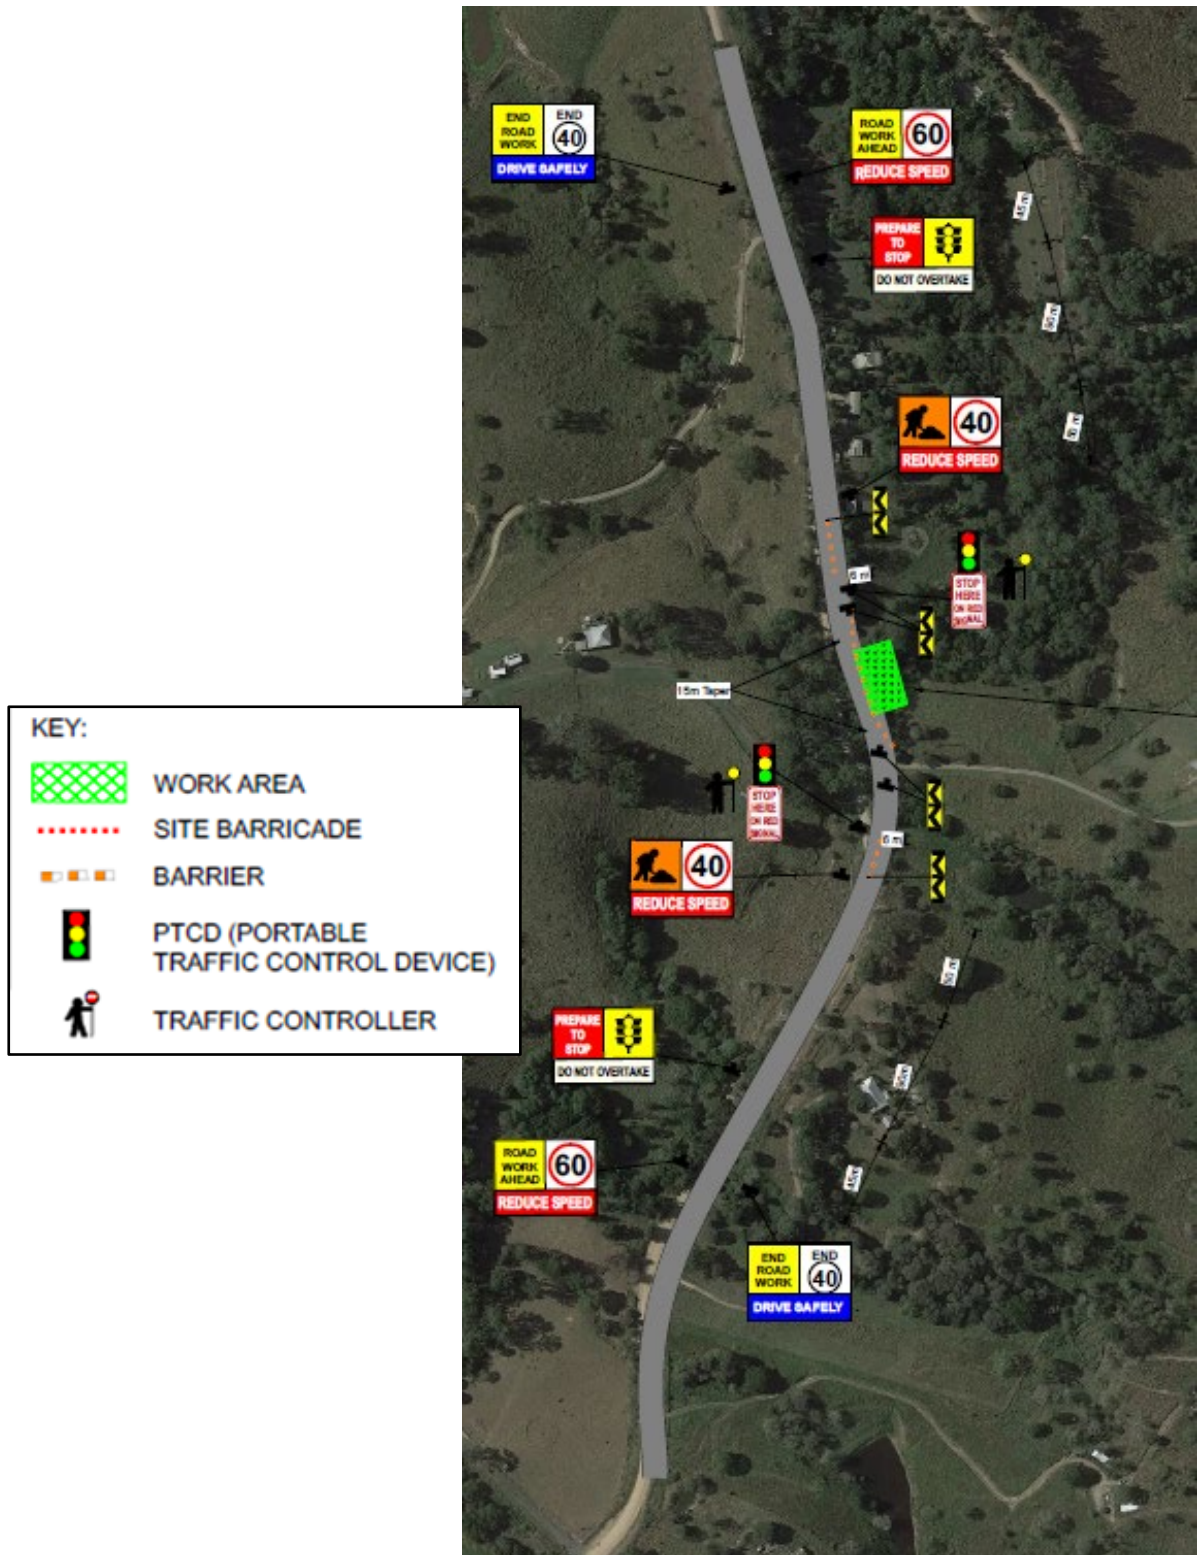 END
ROAD
WORK
END
40
DRIVE SAFELY
ROAD
WORK
AHEAD
60
REDUCE SPEED
45 m
PREPARE
TO
STOP
DO NOT OVERTAKE
40
REDUCE SPEED
6 m
STOP
HERE
ON RED
SIGNAL
15m Taper
KEY:
WORK AREA
SITE BARRICADE
BARRIER
PTCD (PORTABLE
TRAFFIC CONTROL DEVICE)
TRAFFIC CONTROLLER
STOP
HERE
ON RED
SIGNAL
6 m
40
REDUCE SPEED
PREPARE
TO
STOP
DO NOT OVERTAKE
ROAD
WORK
AHEAD
60
REDUCE SPEED
45m
END
ROAD
WORK
END
40
DRIVE SAFELY